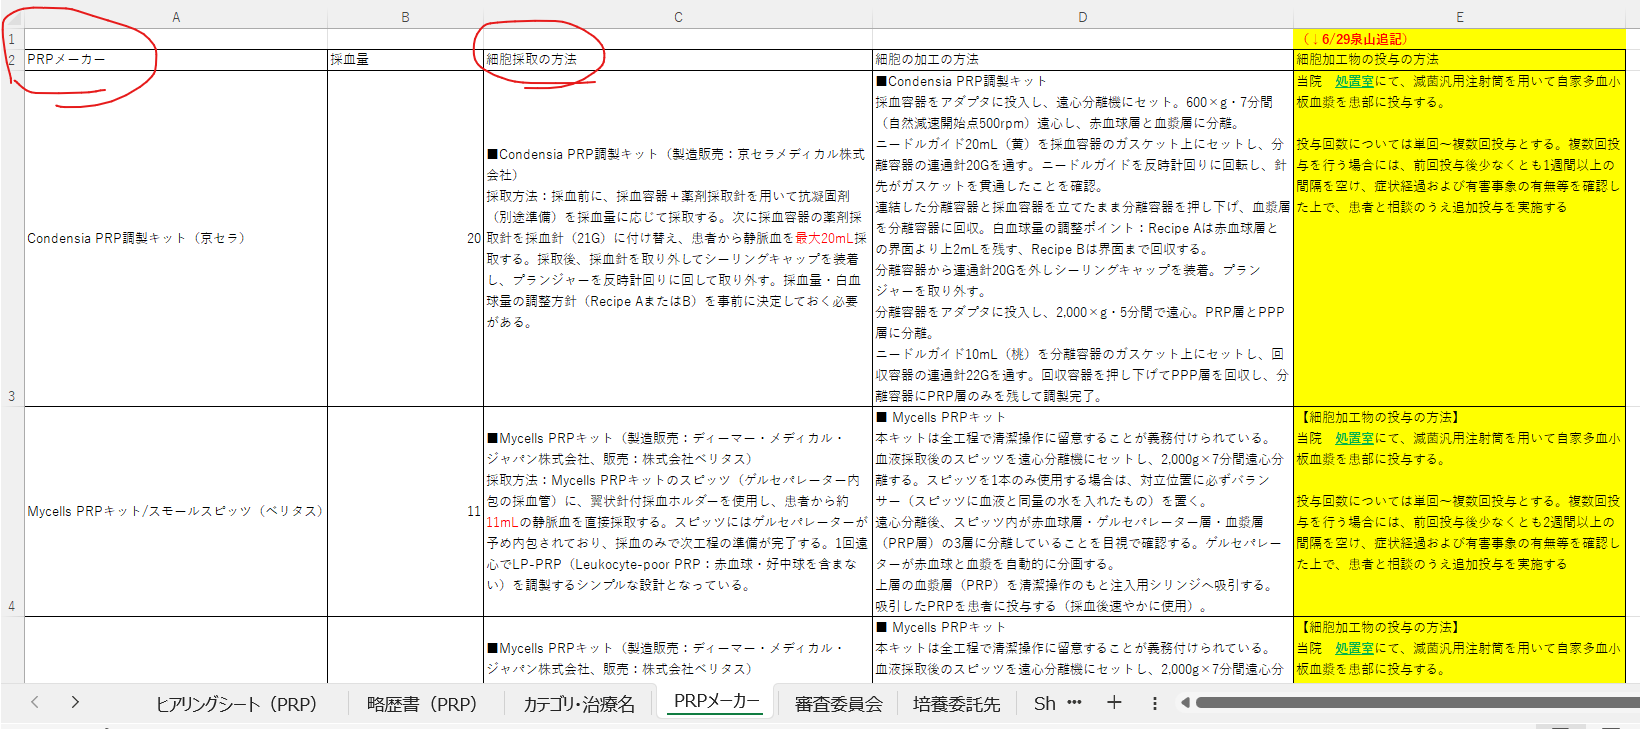 A B C D E
1 （↓6/29泉山追記）
2 PRPメーカー 採血量 細胞採取の方法 細胞の加工の方法 細胞加工物の投与の方法
3
Condensia PRP調製キット（京セラ）
20
■Condensia PRP調製キット（製造販売：京セラメディカル株式
会社）
採取方法：採血前に、採血容器＋薬剤採取針を用いて抗凝固剤
（別途準備）を採血量に応じて採取する。次に採血容器の薬剤採
取針を採血針（21G）に付け替え、患者から静脈血を最大20mL採
取する。採取後、採血針を取り外してシーリングキャップを装着
し、プランジャーを反時計回りに回して取り外す。採血量・白血
球量の調整方針（Recipe AまたはB）を事前に決定しておく必要
がある。
■Condensia PRP調製キット
採血容器をアダプタに投入し、遠心分離機にセット。600×g・7分間
（自然減速開始点500rpm）遠心し、赤血球層と血漿層に分離。
ニードルガイド20mL（黄）を採血容器のガスケット上にセットし、分
離容器の連通針20Gを通す。ニードルガイドを反時計回りに回転し、針
先がガスケットを貫通したことを確認。
連結した分離容器と採血容器を立てたまま分離容器を押し下げ、血漿層
を分離容器に回収。白血球量の調整ポイント：Recipe Aは赤血球層と
の界面より上2mLを残す、Recipe Bは界面まで回収する。
分離容器から連通針20Gを外しシーリングキャップを装着。プラン
ジャーを取り外す。
分離容器をアダプタに投入し、2,000×g・5分間で遠心。PRP層とPPP
層に分離。
ニードルガイド10mL（桃）を分離容器のガスケット上にセットし、回
収容器の連通針22Gを通す。回収容器を押し下げてPPP層を回収し、分
離容器にPRP層のみを残して調製完了。
当院　処置室にて、滅菌汎用注射筒を用いて自家多血小
板血漿を患部に投与する。
投与回数については単回～複数回投与とする。複数回投
与を行う場合には、前回投与後少なくとも1週間以上の
間隔を空け、症状経過および有害事象の有無等を確認し
た上で、患者と相談のうえ追加投与を実施する
4
Mycells PRPキット/スモールスピッツ（ベリタス）
11
■Mycells PRPキット（製造販売：ディーマー・メディカル・
ジャパン株式会社、販売：株式会社ベリタス）
採取方法：Mycells PRPキットのスピッツ（ゲルセパレーター内
包の採血管）に、翼状針付採血ホルダーを使用し、患者から約
11mLの静脈血を直接採取する。スピッツにはゲルセパレーターが
予め内包されており、採血のみで次工程の準備が完了する。1回遠
心でLP-PRP（Leukocyte-poor PRP：赤血球・好中球を含まな
い）を調製するシンプルな設計となっている。
■ Mycells PRPキット
本キットは全工程で清潔操作に留意することが義務付けられている。
血液採取後のスピッツを遠心分離機にセットし、2,000g×7分間遠心分
離する。スピッツを1本のみ使用する場合は、対立位置に必ずバラン
サー（スピッツに血液と同量の水を入れたもの）を置く。
遠心分離後、スピッツ内が赤血球層・ゲルセパレーター層・血漿層
（PRP層）の3層に分離していることを目視で確認する。ゲルセパレー
ターが赤血球と血漿を自動的に分画する。
上層の血漿層（PRP）を清潔操作のもと注入用シリンジへ吸引する。
吸引したPRPを患者に投与する（採血後速やかに使用）。
【細胞加工物の投与の方法】
当院　処置室にて、滅菌汎用注射筒を用いて自家多血小
板血漿を患部に投与する。
投与回数については単回～複数回投与とする。複数回投
与を行う場合には、前回投与後少なくとも2週間以上の
間隔を空け、症状経過および有害事象の有無等を確認し
た上で、患者と相談のうえ追加投与を実施する
■Mycells PRPキット（製造販売：ディーマー・メディカル・
ジャパン株式会社、販売：株式会社ベリタス）
■ Mycells PRPキット
本キットは全工程で清潔操作に留意することが義務付けられている。
血液採取後のスピッツを遠心分離機にセットし、2,000g×7分間遠心分
【細胞加工物の投与の方法】
当院　処置室にて、滅菌汎用注射筒を用いて自家多血小
板血漿を患部に投与する。
ヒアリングシート（PRP） 略歴書（PRP） カテゴリ・治療名 PRPメーカー 審査委員会 培養委託先 Sh ･･･